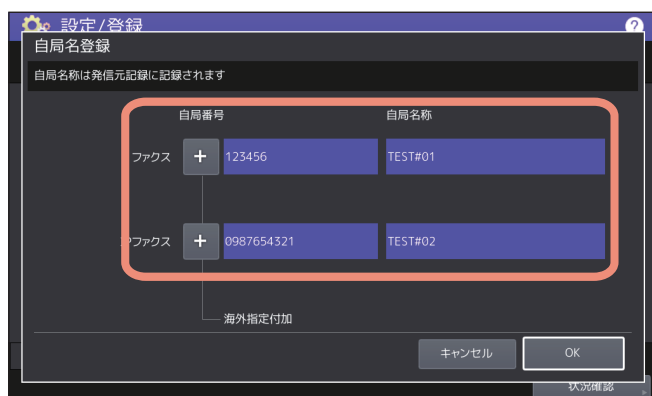 設定/登録 ?
自局名登録
自局名称は発信元記録に記録されます
自局番号 自局名称
ファクス + 123456 TEST#01
ファクス + 0987654321 TEST#02
海外指定付加
キャンセル OK
状況確認